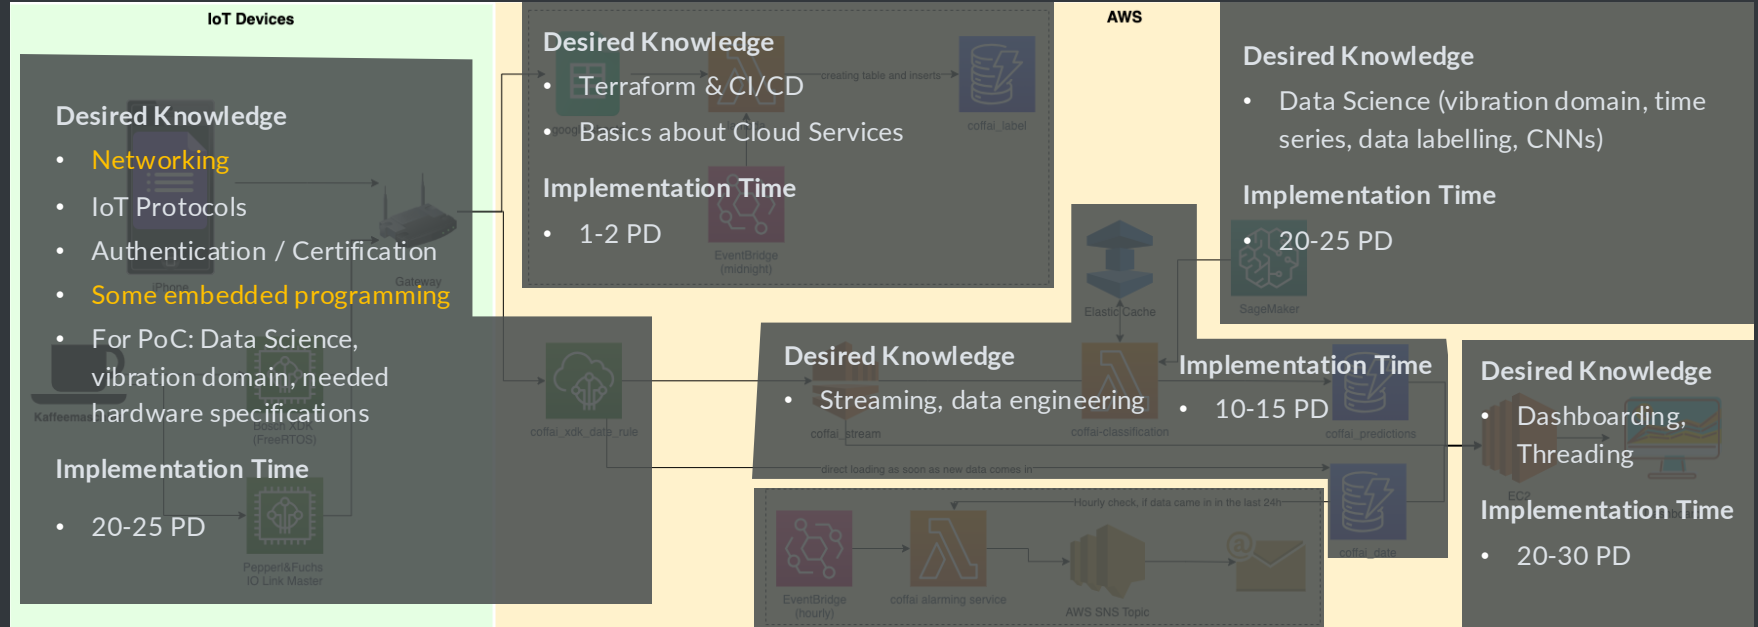 IoT Devices
AWS
Desired Knowledge
• Networking
• IoT Protocols
• Authentication / Certification
• Some embedded programming
• For PoC: Data Science,
vibration domain, needed
hardware specifications
Implementation Time
• 20-25 PD
iPhone
Gateway
Bosch XDK
(FreeRTOS)
Pepperl&Fuchs
IO Link Master
Desired Knowledge
• Terraform & CI/CD
• Basics about Cloud Services
Implementation Time
• 1-2 PD
creating table and inserts
coffai_label
EventBridge
(midnight)
Desired Knowledge
• Data Science (vibration domain, time
series, data labelling, CNNs)
Implementation Time
• 20-25 PD
SageMaker
Elastic Cache
coffai_xdk_data_rule
Desired Knowledge
• Streaming, data engineering
Implementation Time
• 10-15 PD
coffai_stream
coffai-classification
coffai_predictions
direct loading as soon as new data comes in
Hourly check, if data came in in the last 24h
coffai_date
EventBridge
(hourly)
coffai alarming service
AWS SNS Topic
Desired Knowledge
• Dashboarding,
Threading
Implementation Time
• 20-30 PD
EC2